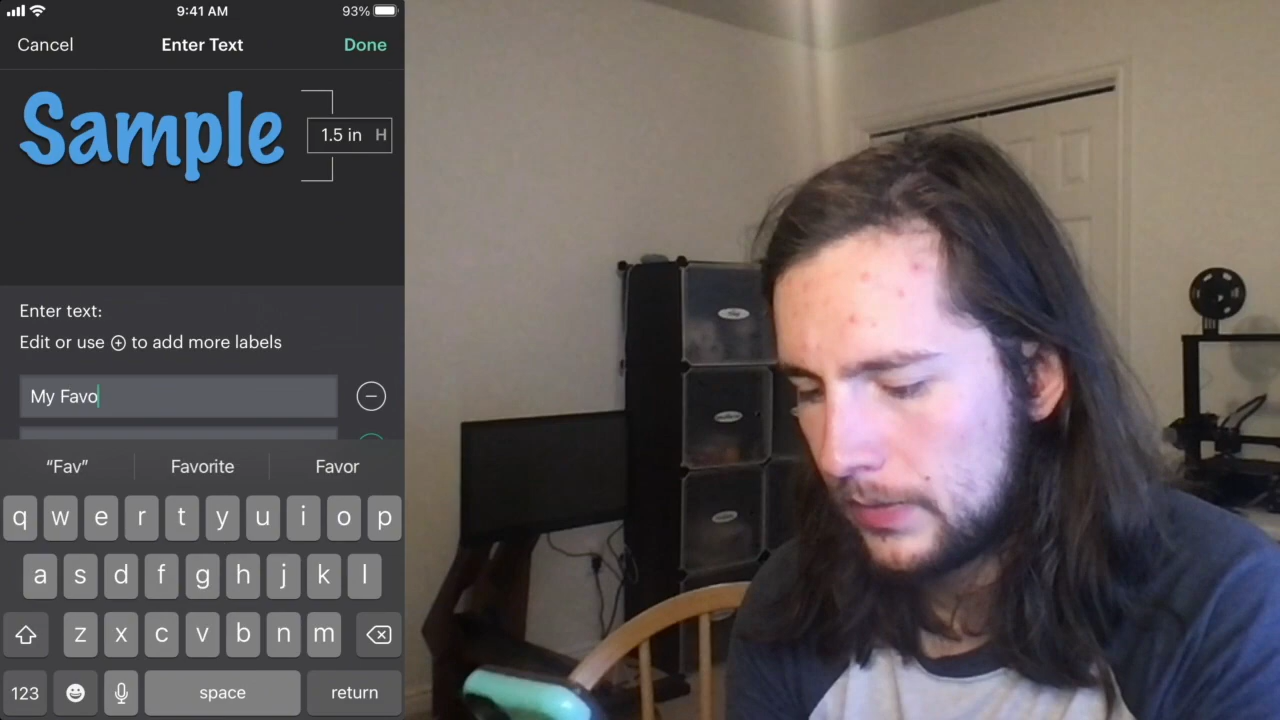 9:41 AM
93%
Cancel
Enter Text
Done
Sample
1.5 in H
Enter text:
Edit or use ⊕ to add more labels
My Favo
“Fav”
Favorite
Favor
q w e r t y u i o p
a s d f g h j k l
z x c v b n m
123
space
return